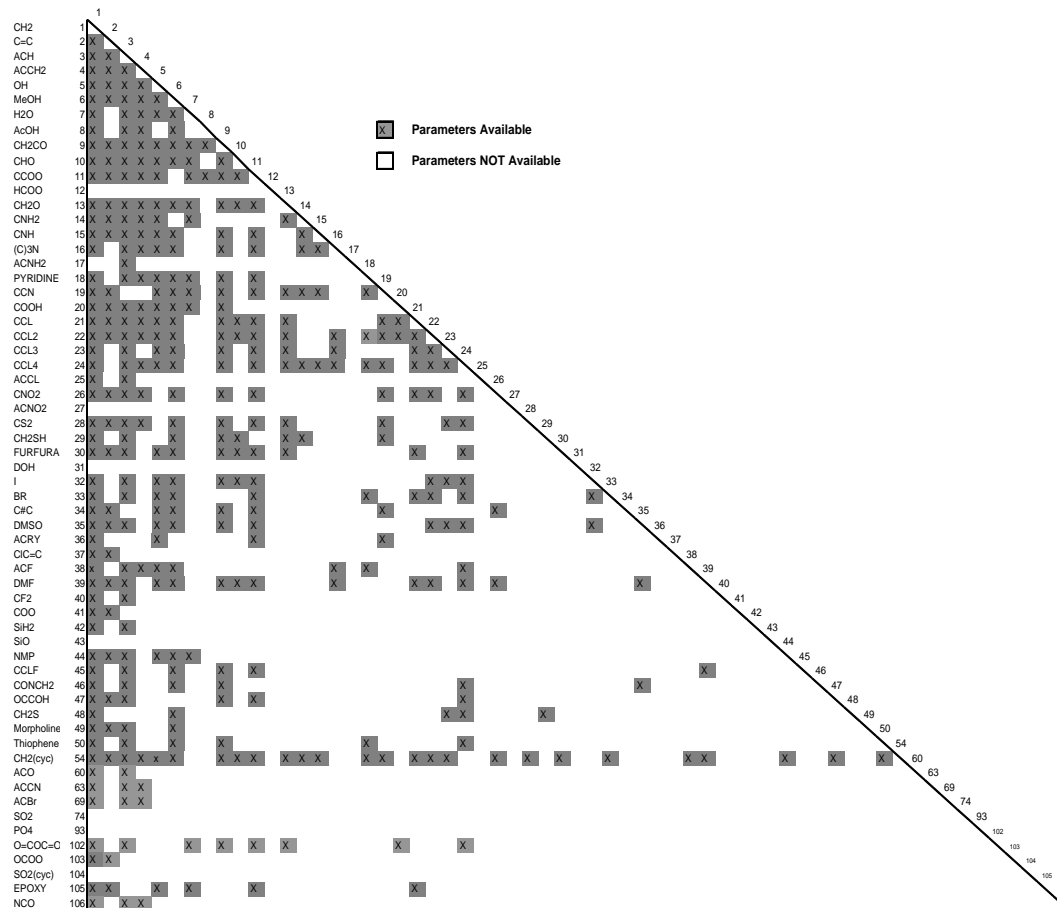 1
CH2 1 2
C=C 2 X 3
ACH 3 X X 4
ACCH2 4 X X X 5
OH 5 X X X X 6
MeOH 6 X X X X X 7
H2O 7 X X X X 8
AcOH 8 X X X X 9 X Parameters Available
CH2CO 9 X X X X X X X X 10
CHO 10 X X X X X X X X 11 Parameters NOT Available
CCOO 11 X X X X X X X X X 12
HCOO 12 13
CH2O 13 X X X X X X X X X X 14
CNH2 14 X X X X X X X 15
CNH 15 X X X X X X X X 16
(C)3N 16 X X X X X X X X X 17
ACNH2 17 X 18
PYRIDINE 18 X X X X X X X X 19
CCN 19 X X X X X X X X X X X 20
COOH 20 X X X X X X X X 21
CCL 21 X X X X X X X X X X X X 22
CCL2 22 X X X X X X X X X X X X X X X 23
CCL3 23 X X X X X X X X X X 24
CCL4 24 X X X X X X X X X X X X X X X X 25
ACCL 25 X X 26
CNO2 26 X X X X X X X X X X X 27
ACNO2 27 28
CS2 28 X X X X X X X X X X X 29
CH2SH 29 X X X X X X X X 30
FURFURA 30 X X X X X X X X X X X 31
DOH 31 32
I 32 X X X X X X X X X X 33
BR 33 X X X X X X X X X X 34
C#C 34 X X X X X X X X 35
DMSO 35 X X X X X X X X X X X 36
ACRY 36 X X X X 37
ClC=C 37 X X 38
ACF 38 x X X X X X X X 39
DMF 39 X X X X X X X X X X X X X X 40
CF2 40 X X 41
COO 41 X X 42
SiH2 42 X X 43
SiO 43 44
NMP 44 X X X X X X 45
CCLF 45 X X X X X X 46
CONCH2 46 X X X X X X 47
OCCOH 47 X X X X X X 48
CH2S 48 X X X X X 49
Morpholine 49 X X X X 50
Thiophene 50 X X X X X X 54
CH2(cyc) 54 X X X X x X X X X X X X X X X X X X X X X X X X X X 60
ACO 60 X X 63
ACCN 63 X X X 69
ACBr 69 X X X 74
SO2 74 93
PO4 93 102
O=COC=O 102 X X X X X X X X 103
OCOO 103 X X 104
SO2(cyc) 104 105
EPOXY 105 X X X X X X
NCO 106 X X X X